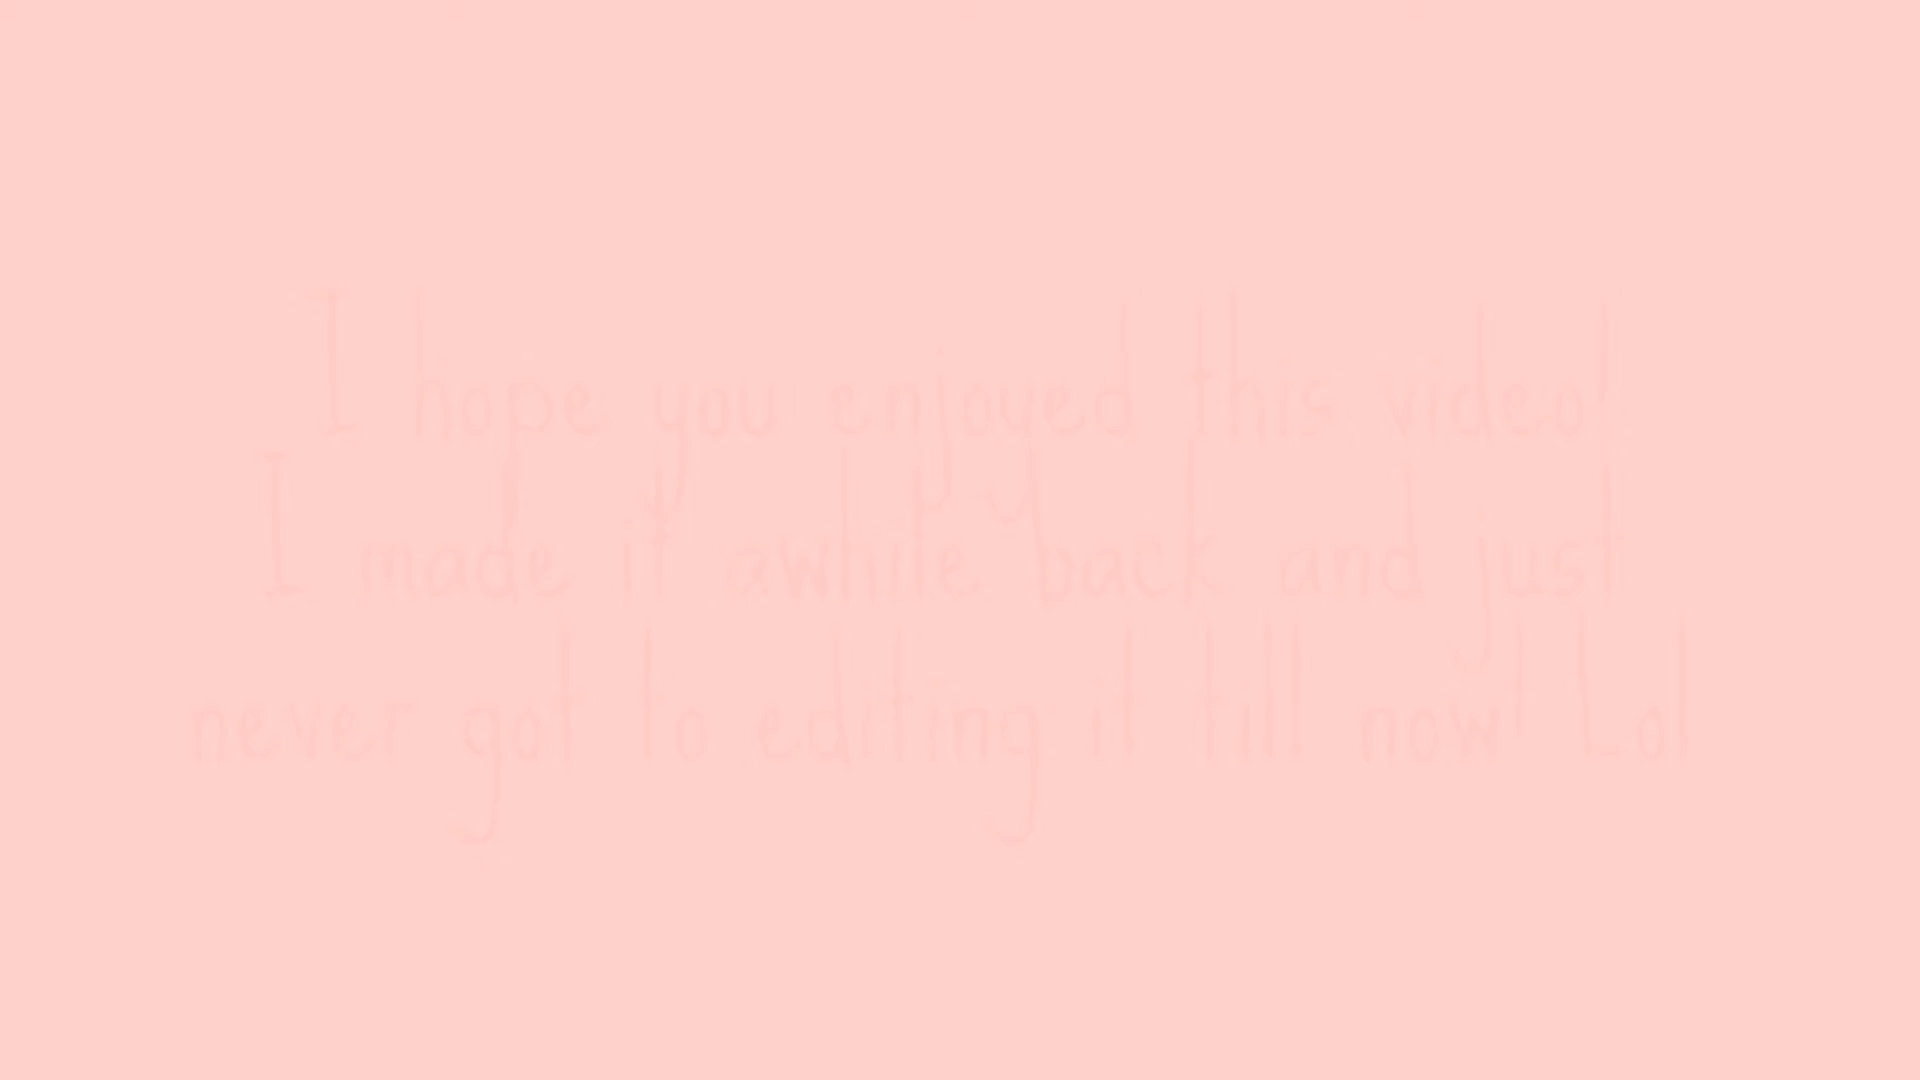 I hope you enjoyed this video!
I made it awhile back and just
never got to editing it till now! Lol